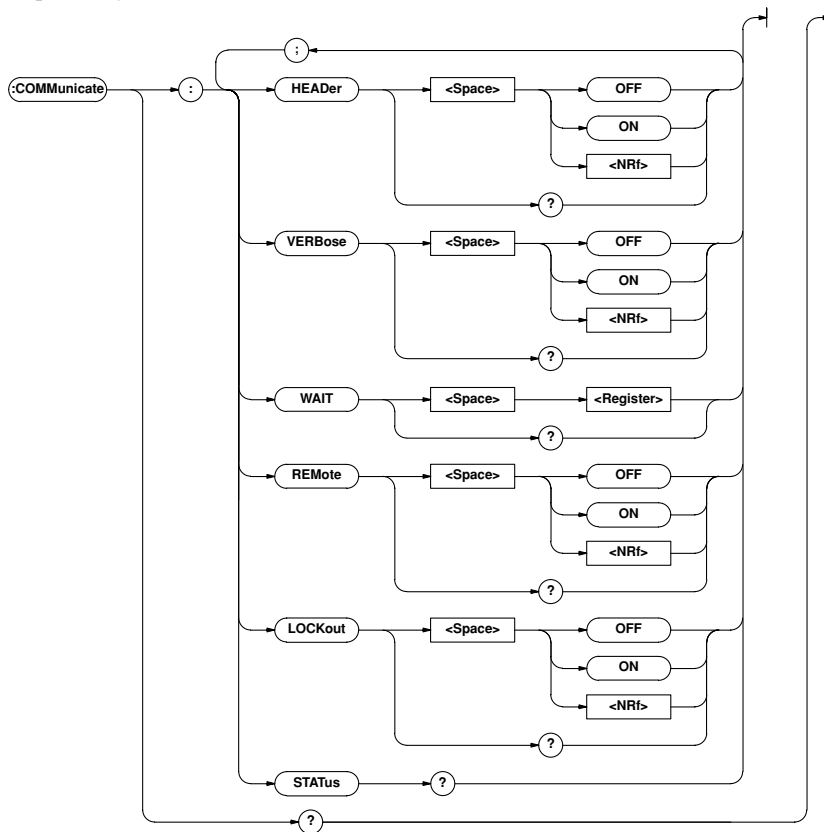 ;
:COMMunicate : HEADer <Space> OFF
ON
<NRf>
?
VERBose <Space> OFF
ON
<NRf>
?
WAIT <Space> <Register>
?
REMote <Space> OFF
ON
<NRf>
?
LOCKout <Space> OFF
ON
<NRf>
?
STATus ?
?